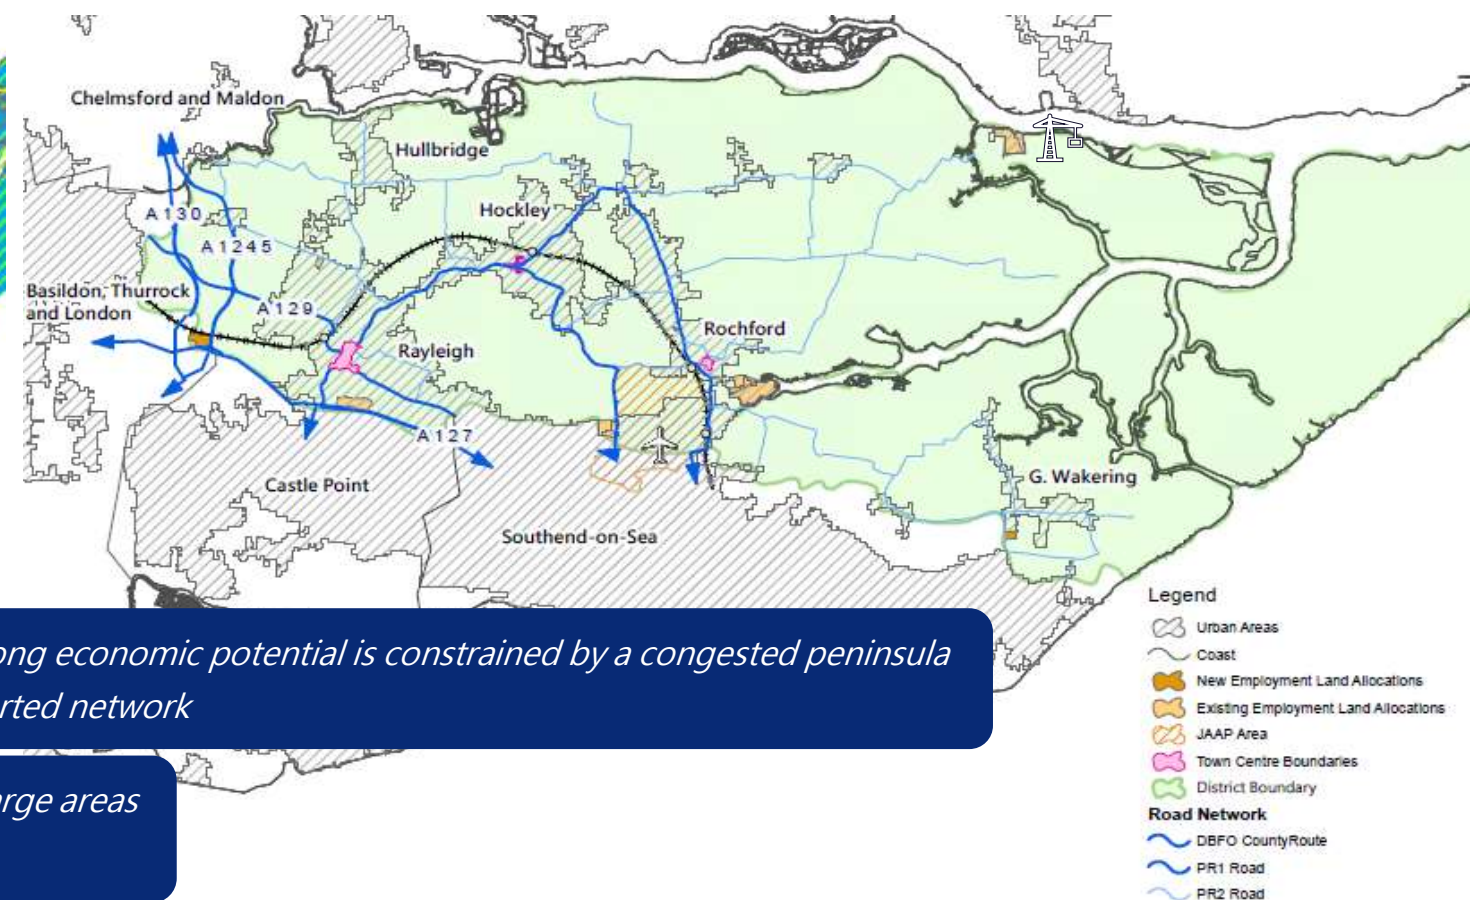 Chelmsford and Maldon
Hullbridge
Hockley
A130
A1245
Basildon, Thurrock
and London
A129
Rochford
Rayleigh
A127
Castle Point
G. Wakering
Southend-on-Sea
economic potential is constrained by a congested peninsula
network
areas
Legend
Urban Areas
Coast
New Employment Land Allocations
Existing Employment Land Allocations
JAAP Area
Town Centre Boundaries
District Boundary
Road Network
DBFO CountyRoute
PR1 Road
PR2 Road